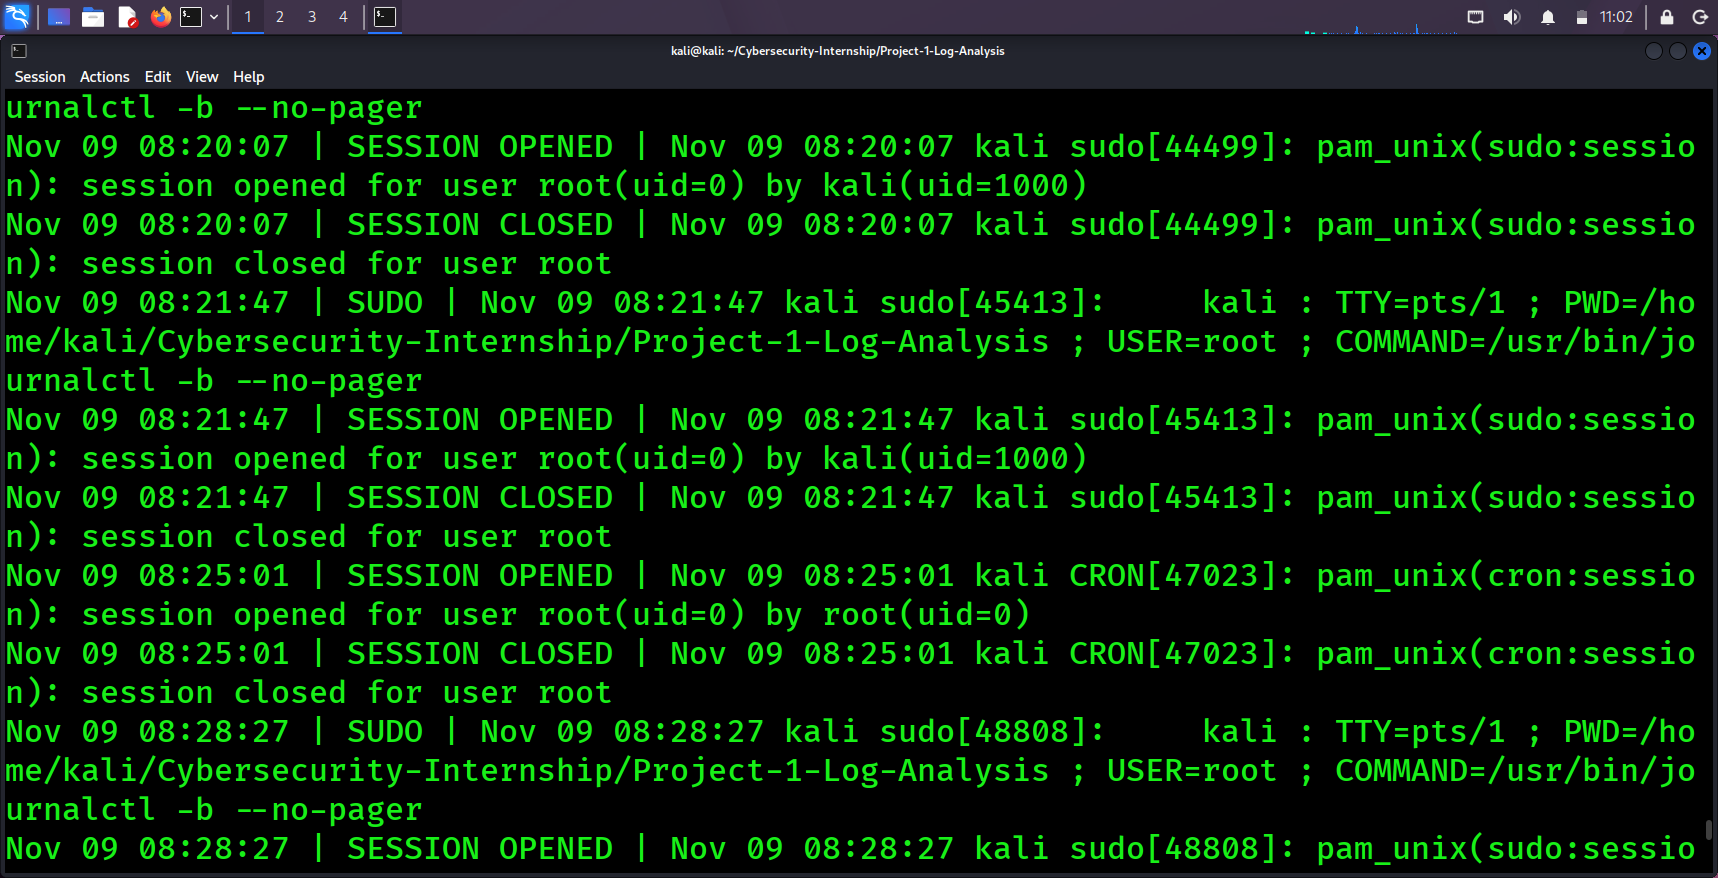 1 2 3 4
11:02
kali@kali: ~/Cybersecurity-Internship/Project-1-Log-Analysis
Session Actions Edit View Help
urnalctl -b --no-pager
Nov 09 08:20:07 | SESSION OPENED | Nov 09 08:20:07 kali sudo[44499]: pam_unix(sudo:sessio
n): session opened for user root(uid=0) by kali(uid=1000)
Nov 09 08:20:07 | SESSION CLOSED | Nov 09 08:20:07 kali sudo[44499]: pam_unix(sudo:sessio
n): session closed for user root
Nov 09 08:21:47 | SUDO | Nov 09 08:21:47 kali sudo[45413]:     kali : TTY=pts/1 ; PWD=/ho
me/kali/Cybersecurity-Internship/Project-1-Log-Analysis ; USER=root ; COMMAND=/usr/bin/jo
urnalctl -b --no-pager
Nov 09 08:21:47 | SESSION OPENED | Nov 09 08:21:47 kali sudo[45413]: pam_unix(sudo:sessio
n): session opened for user root(uid=0) by kali(uid=1000)
Nov 09 08:21:47 | SESSION CLOSED | Nov 09 08:21:47 kali sudo[45413]: pam_unix(sudo:sessio
n): session closed for user root
Nov 09 08:25:01 | SESSION OPENED | Nov 09 08:25:01 kali CRON[47023]: pam_unix(cron:sessio
n): session opened for user root(uid=0) by root(uid=0)
Nov 09 08:25:01 | SESSION CLOSED | Nov 09 08:25:01 kali CRON[47023]: pam_unix(cron:sessio
n): session closed for user root
Nov 09 08:28:27 | SUDO | Nov 09 08:28:27 kali sudo[48808]:     kali : TTY=pts/1 ; PWD=/ho
me/kali/Cybersecurity-Internship/Project-1-Log-Analysis ; USER=root ; COMMAND=/usr/bin/jo
urnalctl -b --no-pager
Nov 09 08:28:27 | SESSION OPENED | Nov 09 08:28:27 kali sudo[48808]: pam_unix(sudo:sessio